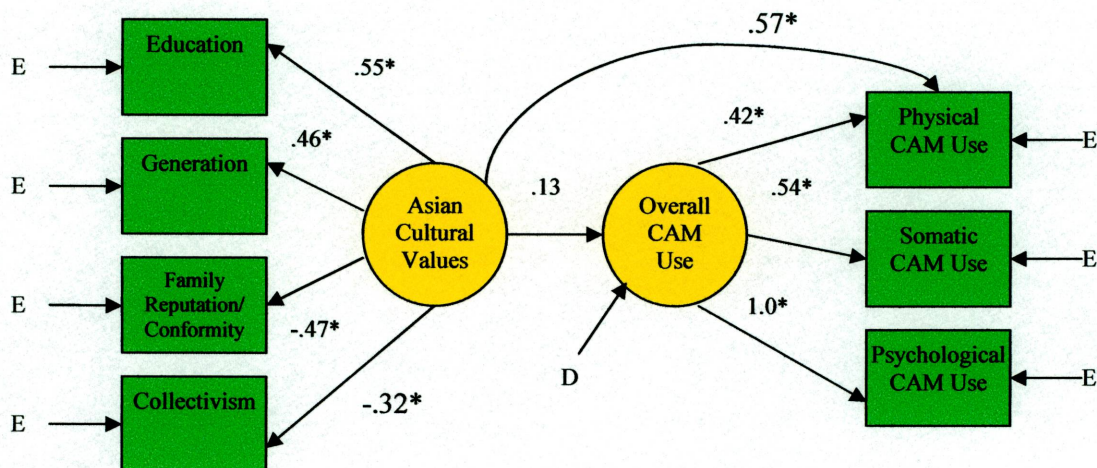 E
Education
.55*
.57*
E
Generation
.46*
E
Family
Reputation/
Conformity
-.47*
E
Collectivism
-.32*
Asian
Cultural
Values
.13
Overall
CAM
Use
D
.42*
.54*
1.0*
Physical
CAM Use
E
Somatic
CAM Use
E
Psychological
CAM Use
E